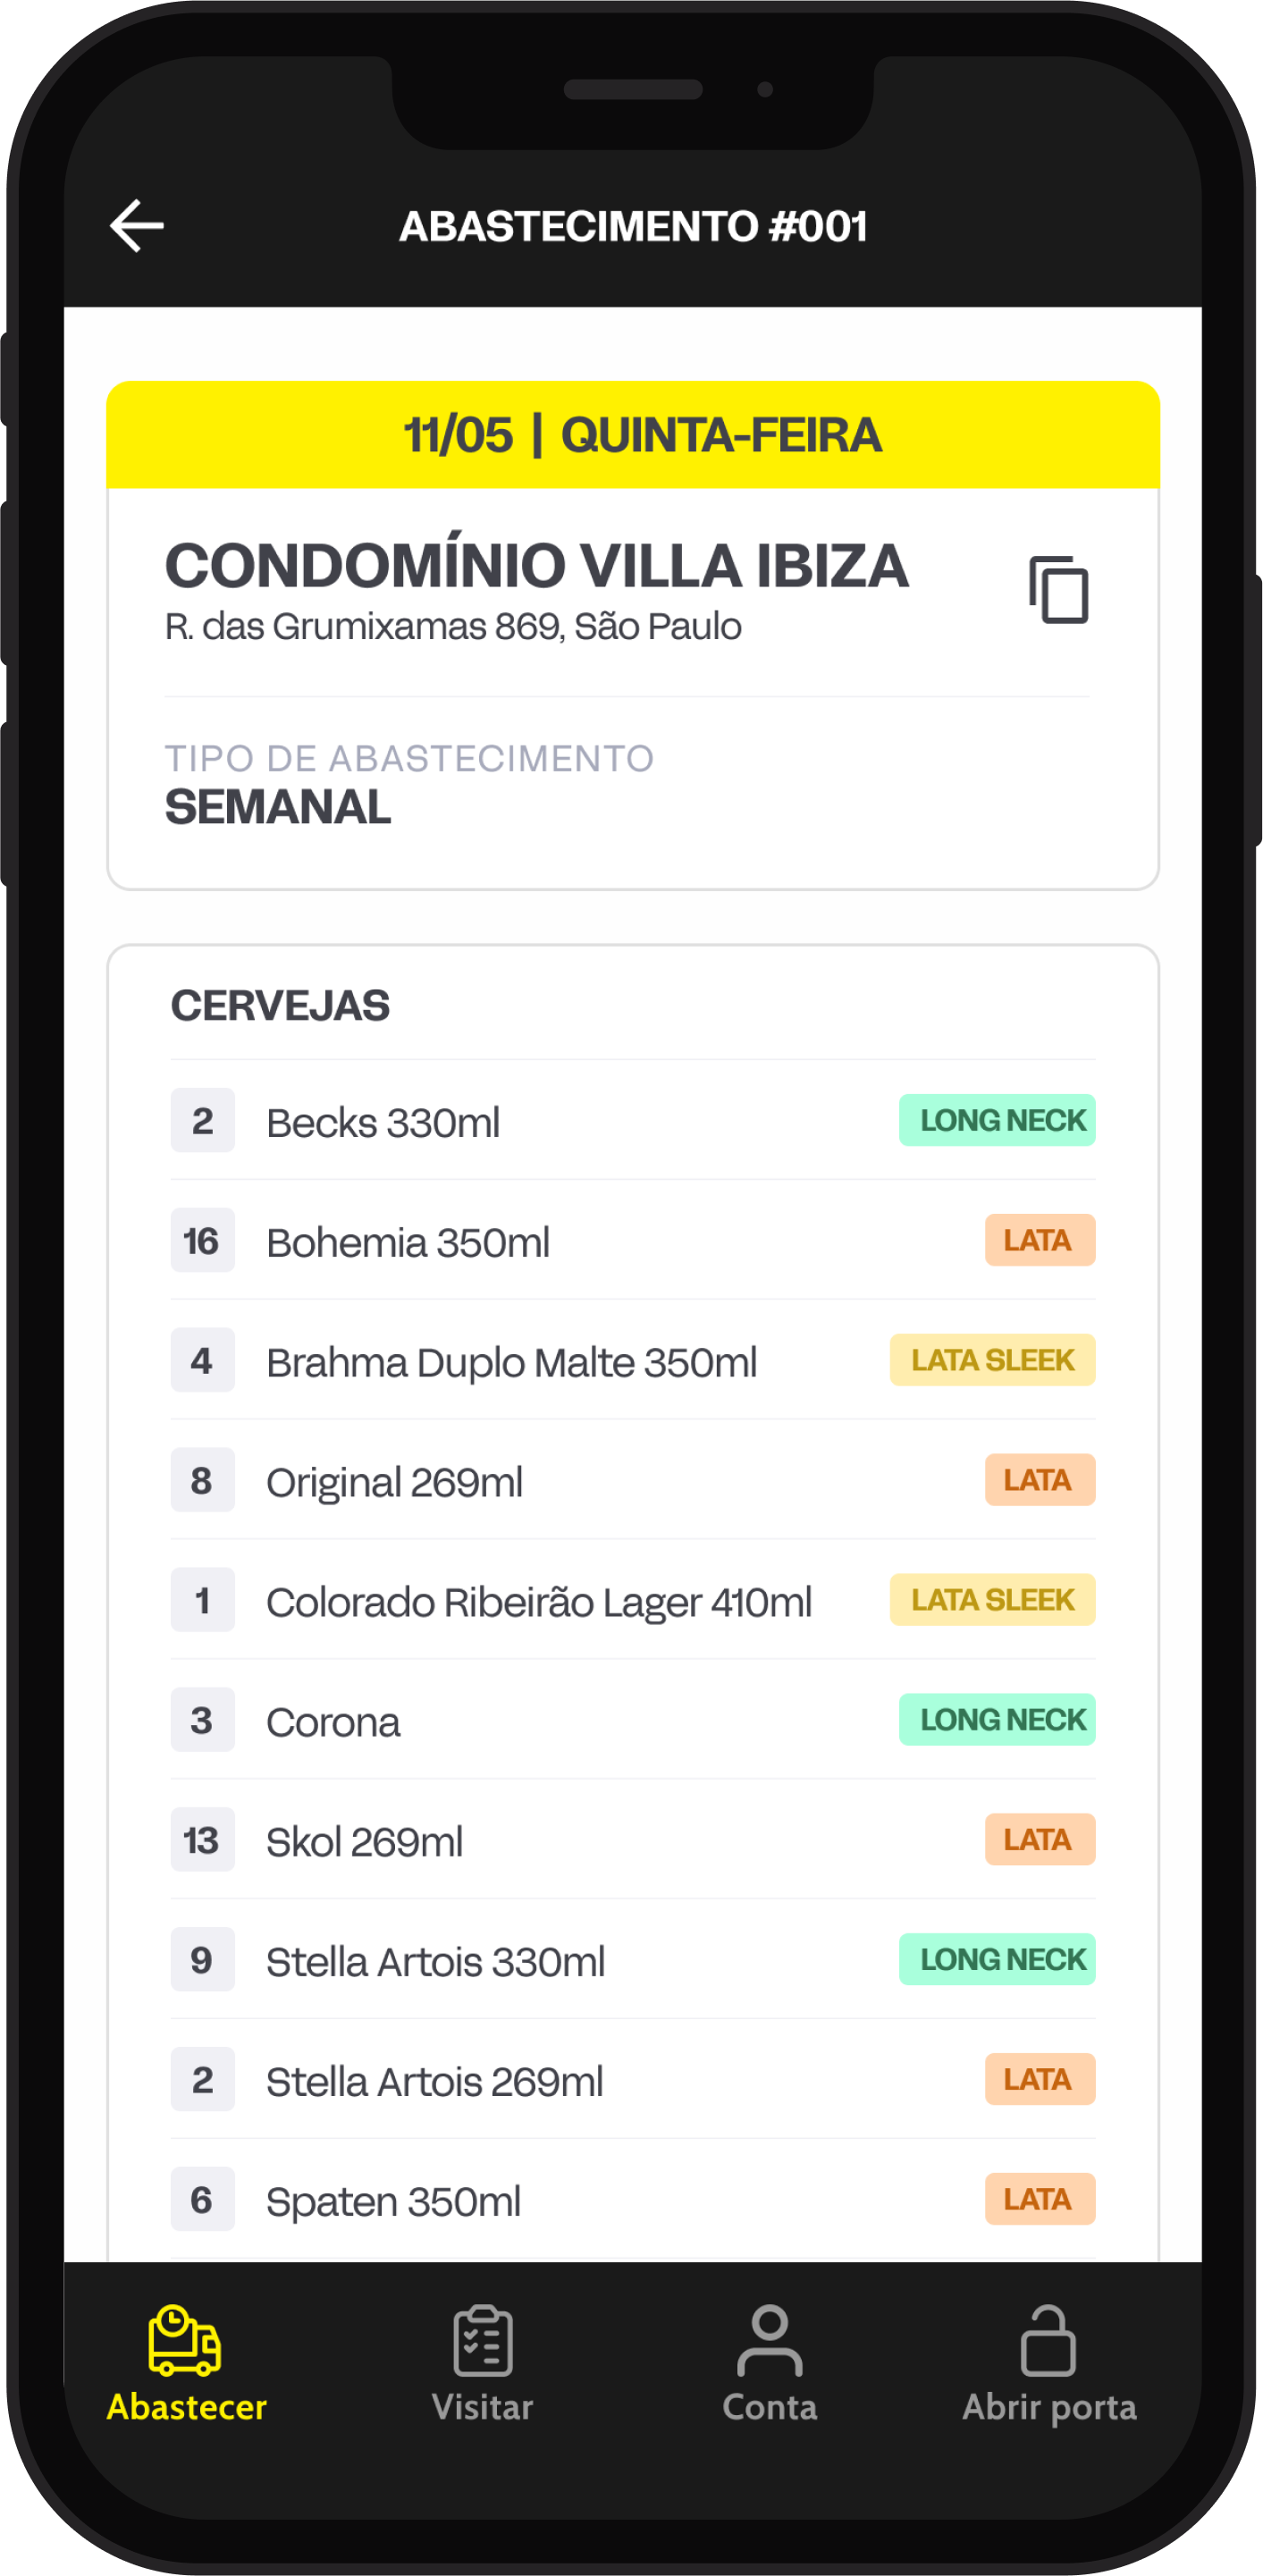 ABASTECIMENTO #001
11/05 | QUINTA-FEIRA
CONDOMÍNIO VILLA IBIZA
R. das Grumixamas 869, São Paulo
TIPO DE ABASTECIMENTO
SEMANAL
CERVEJAS
2 Becks 330ml LONG NECK
16 Bohemia 350ml LATA
4 Brahma Duplo Malte 350ml LATA SLEEK
8 Original 269ml LATA
1 Colorado Ribeirão Lager 410ml LATA SLEEK
3 Corona LONG NECK
13 Skol 269ml LATA
9 Stella Artois 330ml LONG NECK
2 Stella Artois 269ml LATA
6 Spaten 350ml LATA
Abastecer Visitar Conta Abrir porta